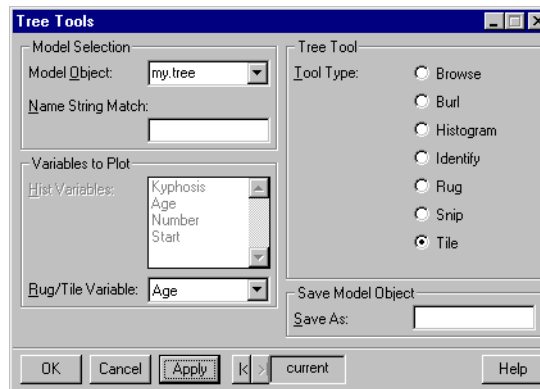 Tree Tools
Model Selection
Model Object:
my.tree
Name String Match:
Variables to Plot
Hist Variables:
Kyphosis
Age
Number
Start
Rug/Tile Variable:
Age
Tree Tool
Tool Type:
Browse
Burl
Histogram
Identify
Rug
Snip
Tile
Save Model Object
Save As:
OK
Cancel
Apply
current
Help